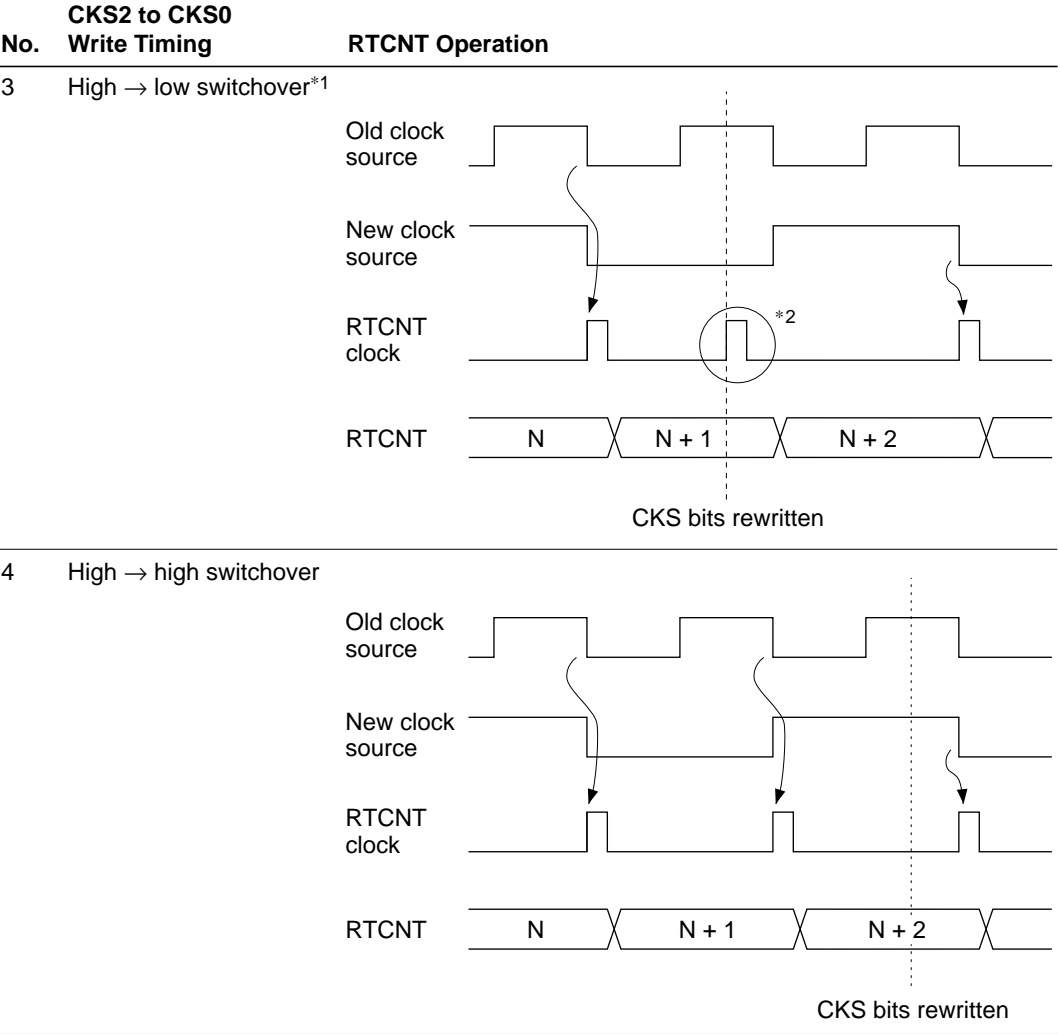 CKS2 to CKS0
No. Write Timing RTCNT Operation
3 High → low switchover*1
Old clock
source
New clock
source
RTCNT
clock
*2
RTCNT N N + 1 N + 2
CKS bits rewritten
4 High → high switchover
Old clock
source
New clock
source
RTCNT
clock
RTCNT N N + 1 N + 2
CKS bits rewritten